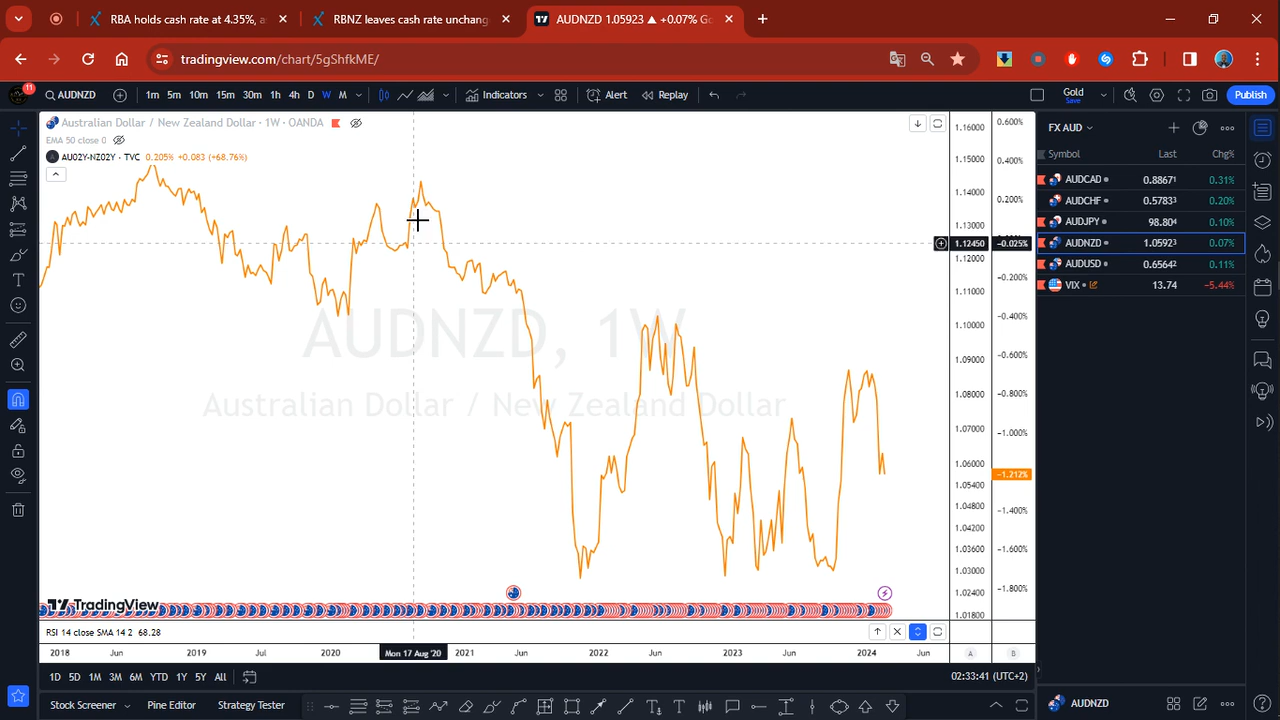 RBA holds cash rate at 4.35%, a
RBNZ leaves cash rate unchang
AUDNZD 1.05923 ▲ +0.07% Go
tradingview.com/chart/5gShfkME/
11
AUDNZD
1m 5m 10m 15m 30m 1h 4h D W M
Indicators
Alert
Replay
Gold
Save
Publish
Australian Dollar / New Zealand Dollar · 1W · OANDA
EMA 50 close 0
AU02Y-NZ02Y · TVC 0.205% +0.083 (+68.76%)
AUDNZD, 1W
Australian Dollar / New Zealand Dollar
1.16000
1.15000
1.14000
1.13000
1.12450
1.12000
1.11000
1.10000
1.09000
1.08000
1.07000
1.06000
1.05400
1.04800
1.04200
1.03600
1.03000
1.02400
1.01800
0.600%
0.400%
0.200%
−0.025%
−0.200%
−0.400%
−0.600%
−0.800%
−1.000%
−1.212%
−1.400%
−1.600%
−1.800%
FX AUD
Symbol Last Chg%
AUDCAD 0.88671 0.31%
AUDCHF 0.57833 0.20%
AUDJPY 98.804 0.10%
AUDNZD 1.05923 0.07%
AUDUSD 0.65642 0.11%
VIX 13.74 −5.44%
TradingView
RSI 14 close SMA 14 2 68.28
2018 Jun 2019 Jul 2020 Mon 17 Aug '20 2021 Jun 2022 Jun 2023 Jun 2024 Jun
A B
1D 5D 1M 3M 6M YTD 1Y 5Y All
02:33:41 (UTC+2)
Stock Screener Pine Editor Strategy Tester
AUDNZD